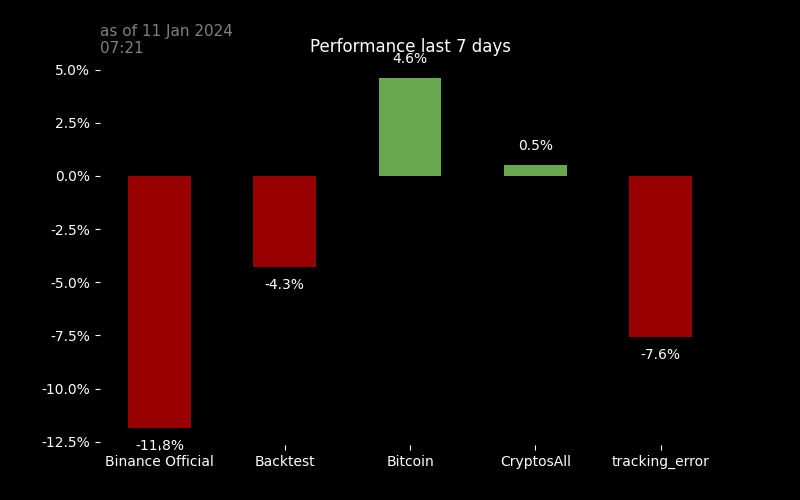 as of 11 Jan 2024
07:21
Performance last 7 days
5.0%
2.5%
0.0%
-2.5%
-5.0%
-7.5%
-10.0%
-12.5%
-11.8%
-4.3%
4.6%
0.5%
-7.6%
Binance Official
Backtest
Bitcoin
CryptosAll
tracking_error